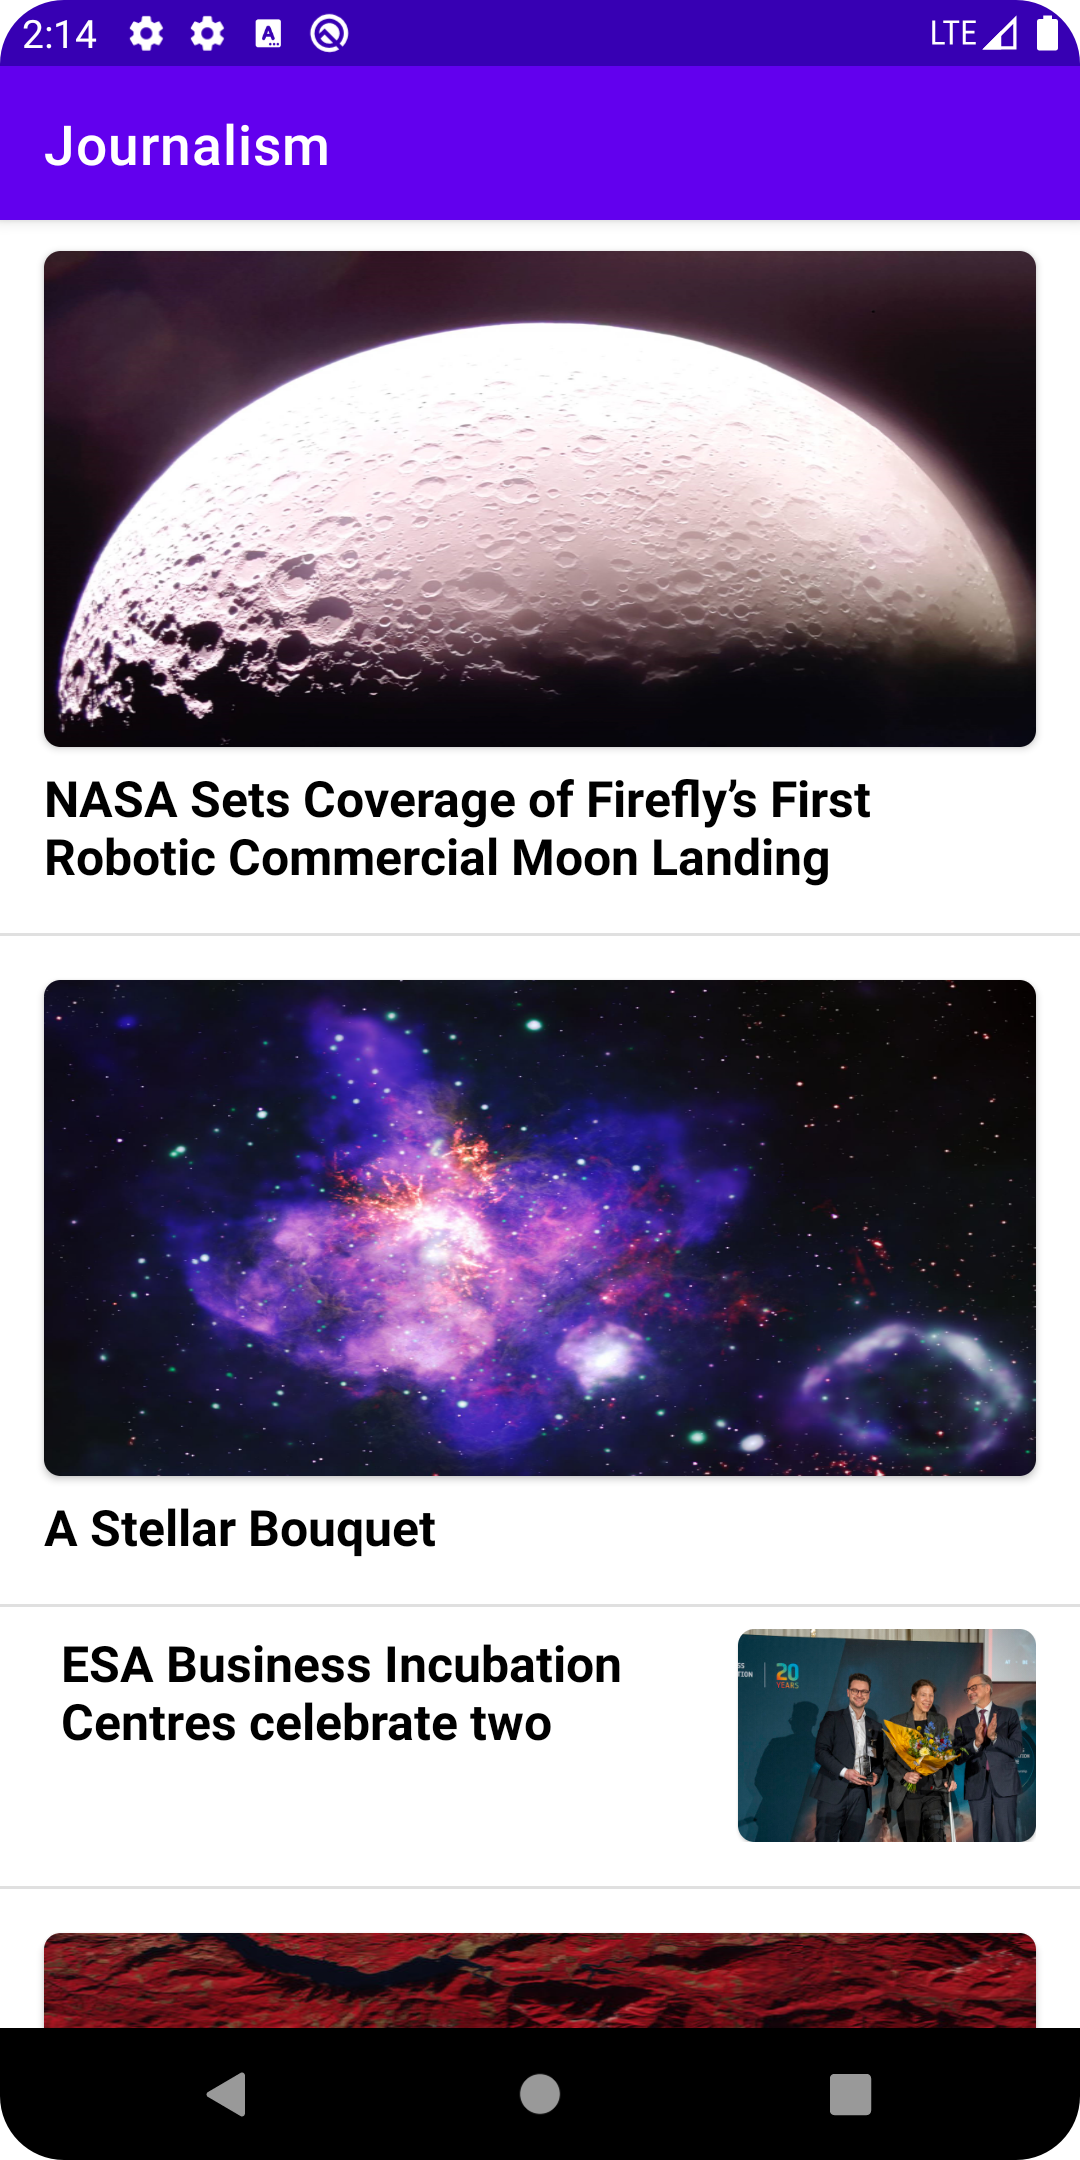 2:14
LTE
Journalism
NASA Sets Coverage of Firefly’s First
Robotic Commercial Moon Landing
A Stellar Bouquet
ESA Business Incubation
Centres celebrate two
20
YEARS